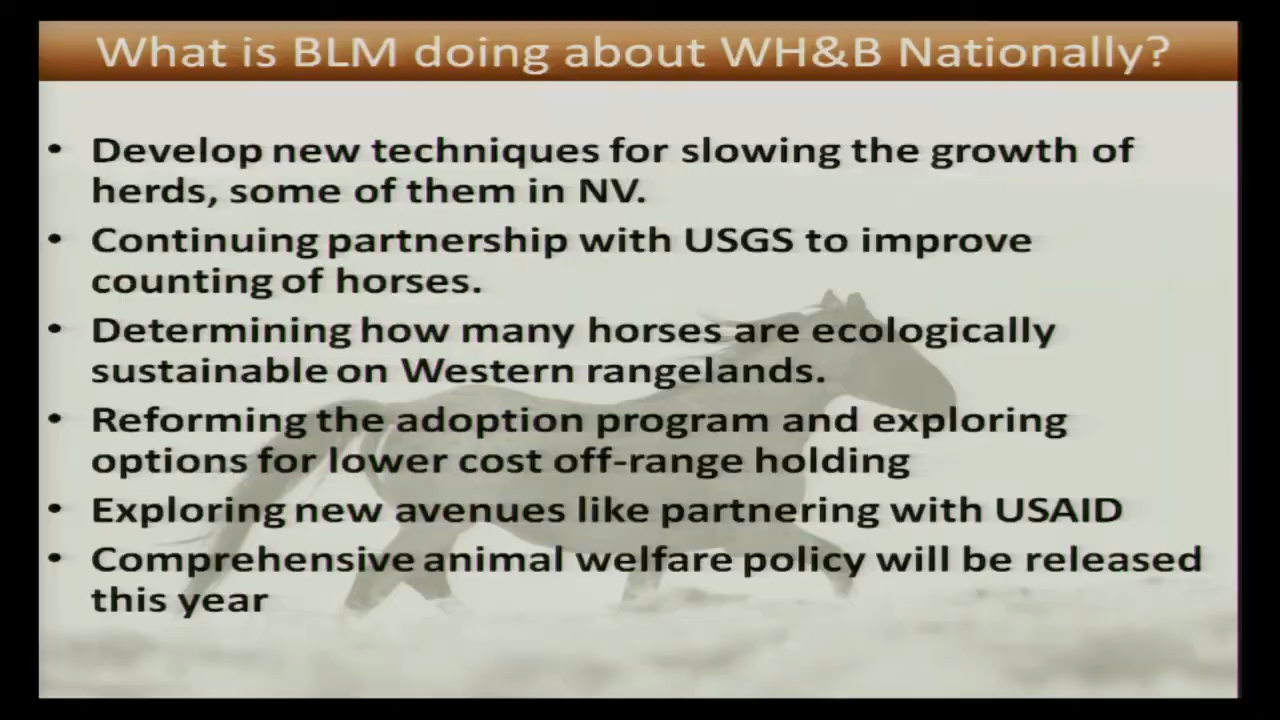 What is BLM doing about WH&B Nationally?
• Develop new techniques for slowing the growth of
herds, some of them in NV.
• Continuing partnership with USGS to improve
counting of horses.
• Determining how many horses are ecologically
sustainable on Western rangelands.
• Reforming the adoption program and exploring
options for lower cost off-range holding
• Exploring new avenues like partnering with USAID
• Comprehensive animal welfare policy will be released
this year